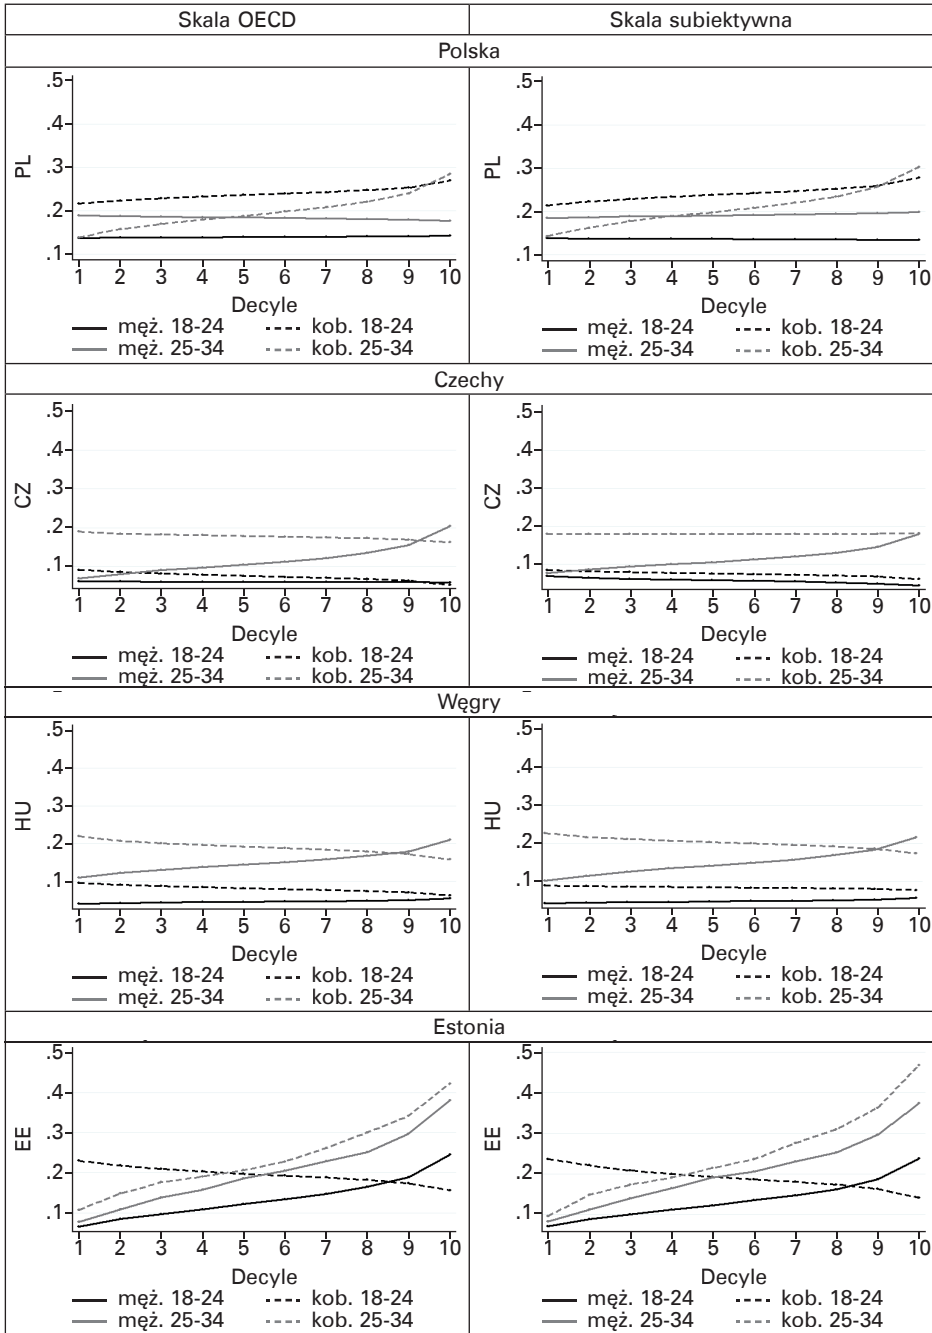 Skala OECD
Skala subiektywna
Polska
.5
.4
.3
.2
.1
PL
1 2 3 4 5 6 7 8 9 10
Decyle
męż. 18-24 kob. 18-24
męż. 25-34 kob. 25-34
.5
.4
.3
.2
.1
PL
1 2 3 4 5 6 7 8 9 10
Decyle
męż. 18-24 kob. 18-24
męż. 25-34 kob. 25-34
Czechy
.5
.4
.3
.2
.1
CZ
1 2 3 4 5 6 7 8 9 10
Decyle
męż. 18-24 kob. 18-24
męż. 25-34 kob. 25-34
.5
.4
.3
.2
.1
CZ
1 2 3 4 5 6 7 8 9 10
Decyle
męż. 18-24 kob. 18-24
męż. 25-34 kob. 25-34
Węgry
.5
.4
.3
.2
.1
HU
1 2 3 4 5 6 7 8 9 10
Decyle
męż. 18-24 kob. 18-24
męż. 25-34 kob. 25-34
.5
.4
.3
.2
.1
HU
1 2 3 4 5 6 7 8 9 10
Decyle
męż. 18-24 kob. 18-24
męż. 25-34 kob. 25-34
Estonia
.5
.4
.3
.2
.1
EE
1 2 3 4 5 6 7 8 9 10
Decyle
męż. 18-24 kob. 18-24
męż. 25-34 kob. 25-34
.5
.4
.3
.2
.1
EE
1 2 3 4 5 6 7 8 9 10
Decyle
męż. 18-24 kob. 18-24
męż. 25-34 kob. 25-34